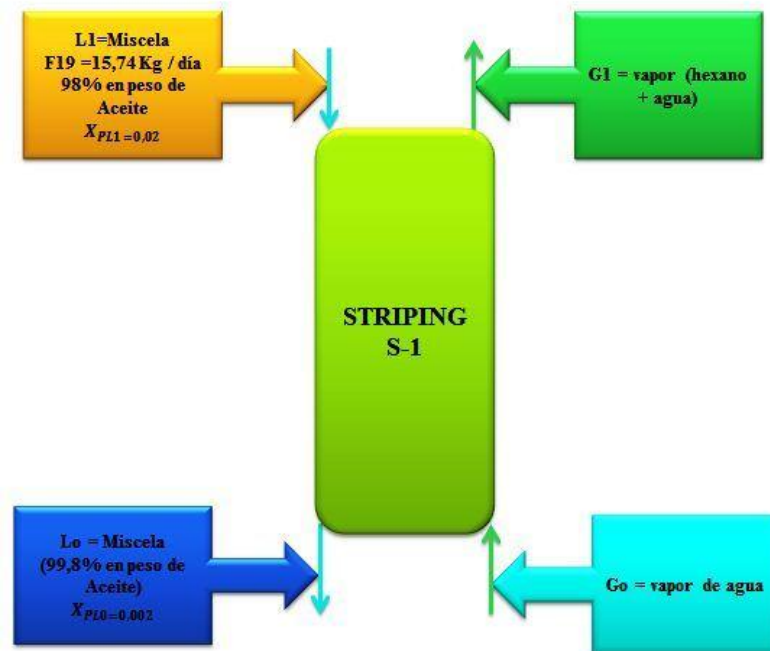 L1=Miscela
F19 =15,74 Kg / día
98% en peso de
Aceite
X_PL1=0,02
G1 = vapor (hexano
+ agua)
STRIPING
S-1
Lo = Miscela
(99,8% en peso de
Aceite)
X_PL0=0.002
Go = vapor de agua